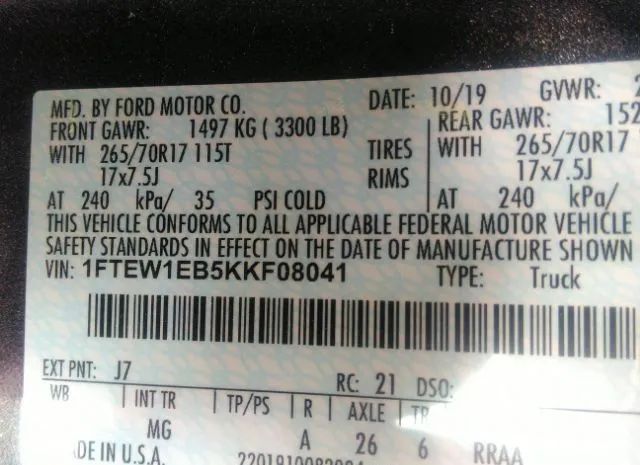 MFD. BY FORD MOTOR CO. DATE: 10/19 GVWR:
FRONT GAWR: 1497 KG ( 3300 LB) REAR GAWR: 152
WITH 265/70R17 115T TIRES WITH 265/70R17
17x7.5J RIMS 17x7.5J
AT 240 kPa/ 35 PSI COLD AT 240 kPa/
THIS VEHICLE CONFORMS TO ALL APPLICABLE FEDERAL MOTOR VEHICLE
SAFETY STANDARDS IN EFFECT ON THE DATE OF MANUFACTURE SHOWN
VIN: 1FTEW1EB5KKF08041 TYPE: Truck
EXT PNT: J7 RC: 21 DSO:
WB INT TR TP/PS R AXLE TR
MG A 26 6 RRAA
DE IN U.S.A.